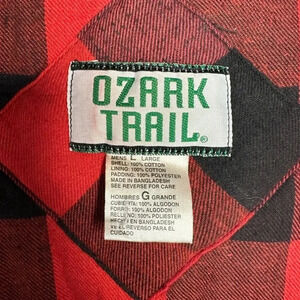 OZARK
TRAIL®
MENS L LARGE
SHELL: 100% COTTON
LINING: 100% COTTON
PADDING: 100% POLYESTER
MADE IN BANGLADESH
SEE REVERSE FOR CARE
HOMBRES G GRANDE
CUBIERTA: 100% ALGODON
FORRO: 100% ALGODON
RELLENO: 100% POLIESTER
HECHO EN BANGLADESH
VEA EL REVERSO PARA EL
CUIDADO